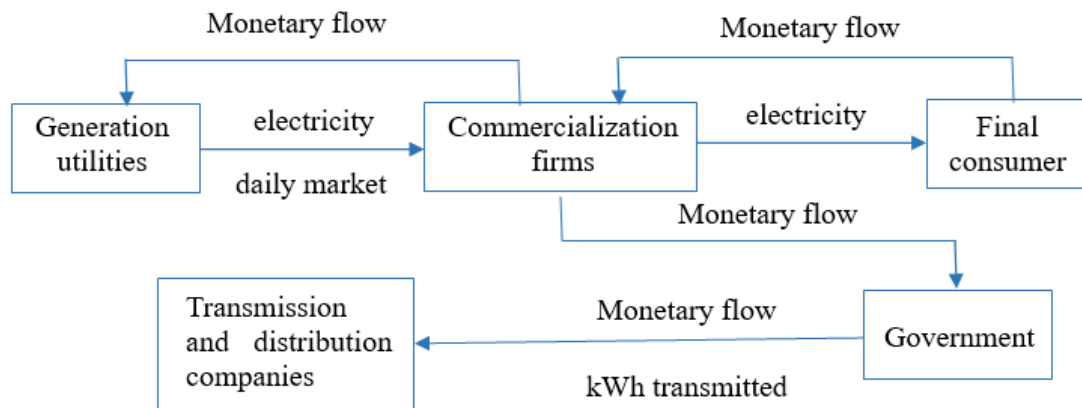 Monetary flow
Monetary flow
Generation
utilities
electricity
daily market
Commercialization
firms
electricity
Final
consumer
Monetary flow
Transmission
and distribution
companies
Monetary flow
kWh transmitted
Government